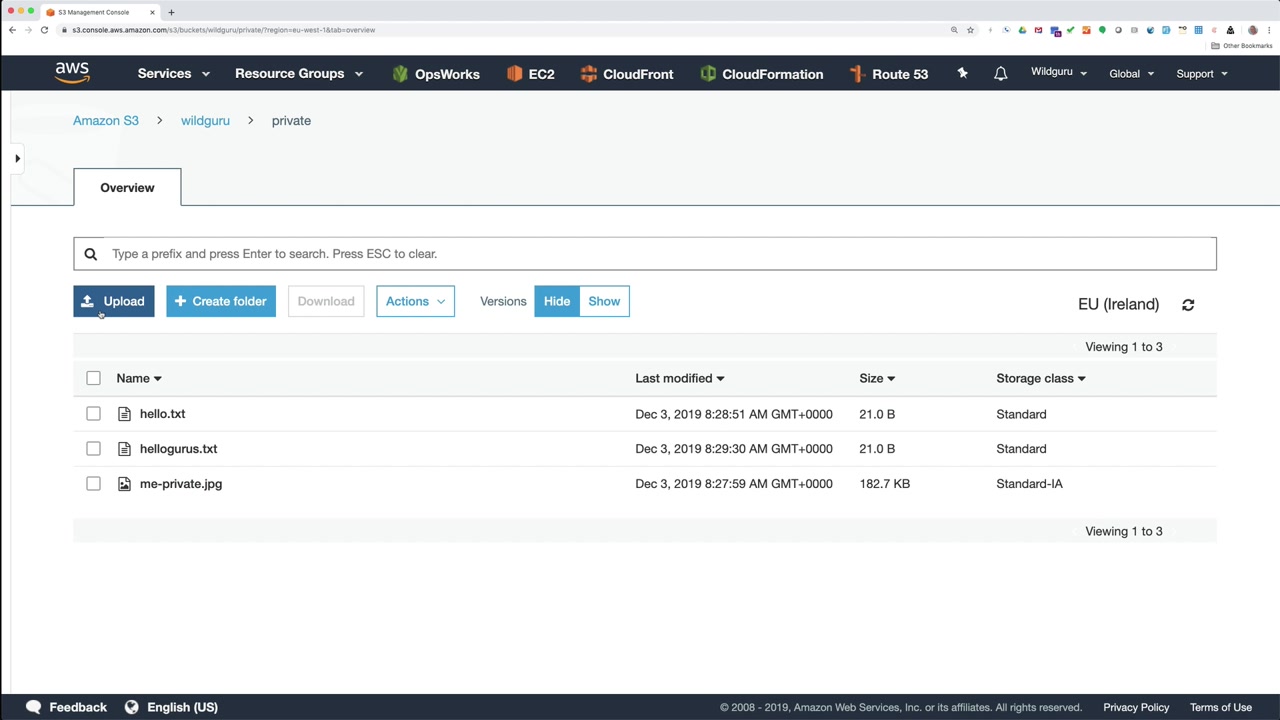 S3 Management Console
s3.console.aws.amazon.com/s3/buckets/wildguru/private/?region=eu-west-1&tab=overview
Other Bookmarks
aws Services Resource Groups OpsWorks EC2 CloudFront CloudFormation Route 53 Wildguru Global Support
Amazon S3 > wildguru > private
Overview
Type a prefix and press Enter to search. Press ESC to clear.
Upload + Create folder Download Actions Versions Hide Show EU (Ireland)
Viewing 1 to 3
Name Last modified Size Storage class
hello.txt Dec 3, 2019 8:28:51 AM GMT+0000 21.0 B Standard
hellogurus.txt Dec 3, 2019 8:29:30 AM GMT+0000 21.0 B Standard
me-private.jpg Dec 3, 2019 8:27:59 AM GMT+0000 182.7 KB Standard-IA
Viewing 1 to 3
Feedback English (US) © 2008 - 2019, Amazon Web Services, Inc. or its affiliates. All rights reserved. Privacy Policy Terms of Use